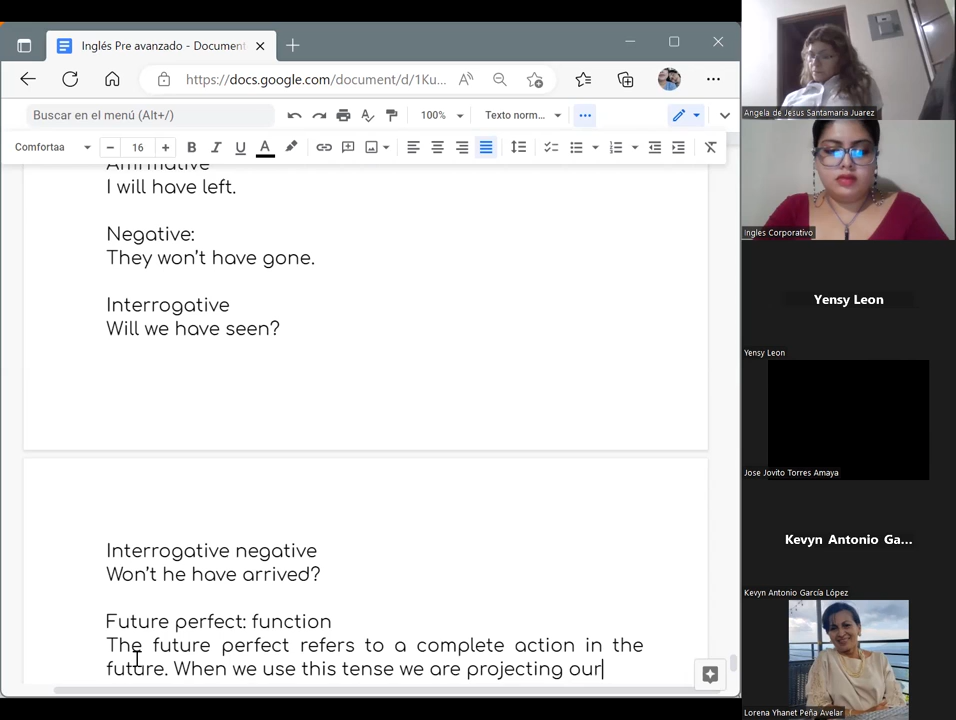 Inglés Pre avanzado - Document
https://docs.google.com/document/d/1Ku...
Buscar en el menú (Alt+/)
100%
Texto norm...
Comfortaa
16
Affirmative
I will have left.
Negative:
They won't have gone.
Interrogative
Will we have seen?
Interrogative negative
Won't he have arrived?
Future perfect: function
The future perfect refers to a complete action in the
future. When we use this tense we are projecting our
Angela de Jesus Santamaria Juarez
Ingles Corporativo
Yensy Leon
Yensy Leon
Jose Jovito Torres Amaya
Kevyn Antonio Ga...
Kevyn Antonio García López
Lorena Yhanet Peña Avelar